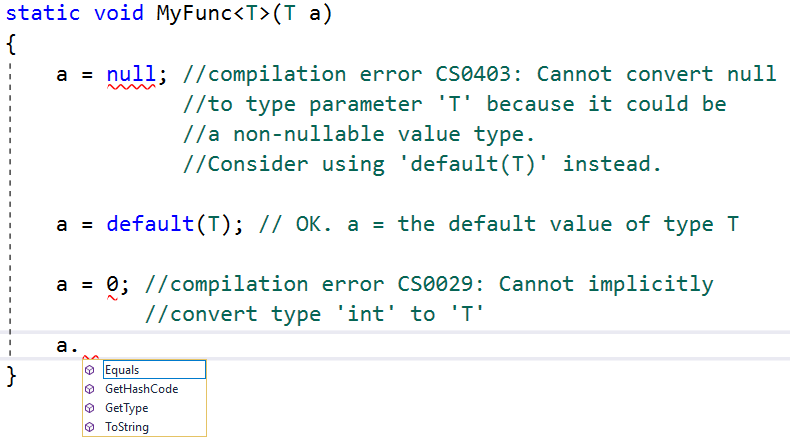 static void MyFunc<T>(T a)
{
a = null; //compilation error CS0403: Cannot convert null
//to type parameter 'T' because it could be
//a non-nullable value type.
//Consider using 'default(T)' instead.
a = default(T); // OK. a = the default value of type T
a = 0; //compilation error CS0029: Cannot implicitly
//convert type 'int' to 'T'
a.
Equals
GetHashCode
GetType
ToString
}